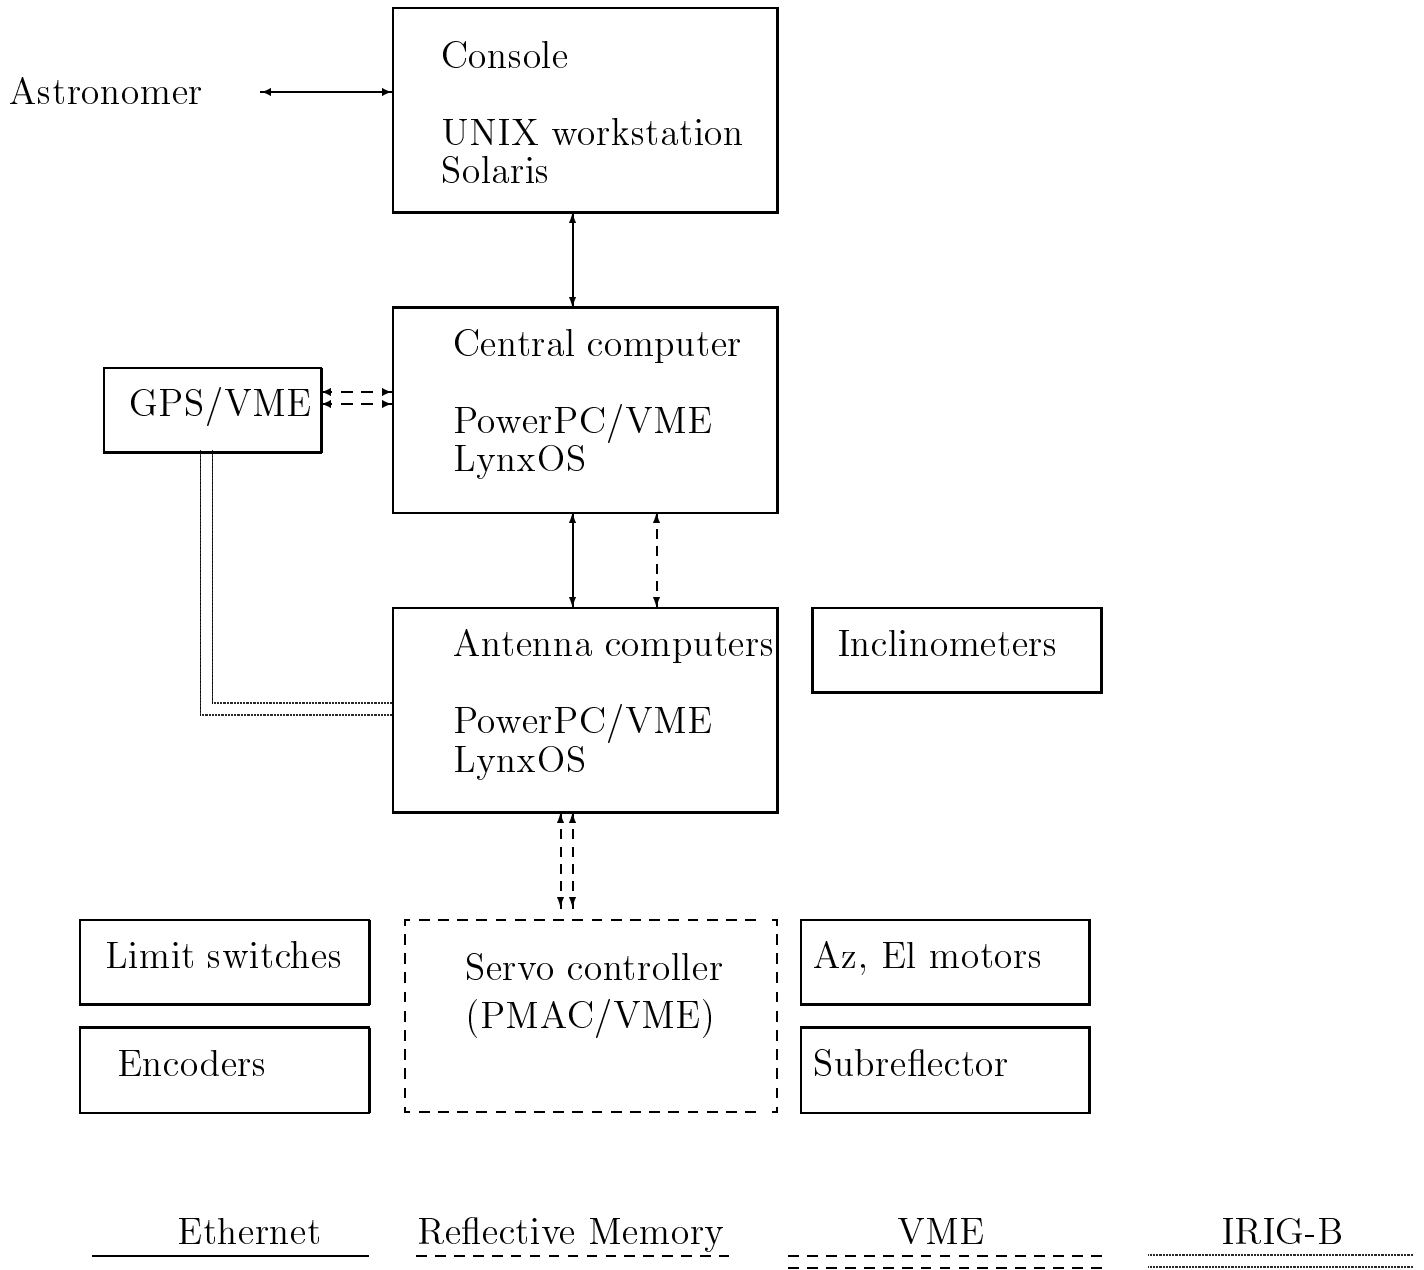 Console
Astronomer
UNIX workstation
Solaris
Central computer
GPS/VME
PowerPC/VME
LynxOS
Antenna computers
Inclinometers
PowerPC/VME
LynxOS
Limit switches
Servo controller
(PMAC/VME)
Az, El motors
Encoders
Subreflector
Ethernet
Reflective Memory
VME
IRIG-B